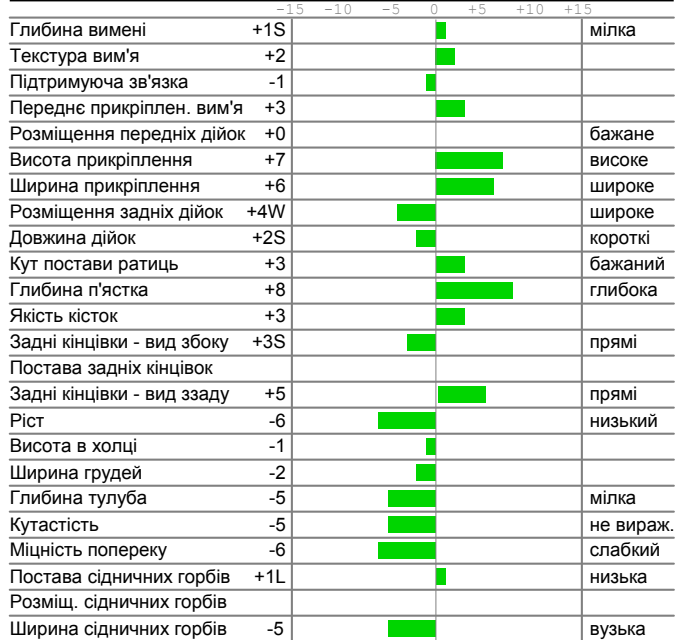 -15 -10 -5 0 +5 +10 +15
Глибина вимені +1S мілка
Текстура вим'я +2
Підтримуюча зв'язка -1
Переднє прикріплен. вим'я +3
Розміщення передніх дійок +0 бажане
Висота прикріплення +7 високе
Ширина прикріплення +6 широке
Розміщення задніх дійок +4W широке
Довжина дійок +2S короткі
Кут постави ратиць +3 бажаний
Глибина п'ястка +8 глибока
Якість кісток +3
Задні кінцівки - вид збоку +3S прямі
Постава задніх кінцівок
Задні кінцівки - вид ззаду +5 прямі
Ріст -6 низький
Висота в холці -1
Ширина грудей -2
Глибина тулуба -5 мілка
Кутастість -5 не вираж.
Міцність попереку -6 слабкий
Постава сідничних горбів +1L низька
Розміщ. сідничних горбів
Ширина сідничних горбів -5 вузька